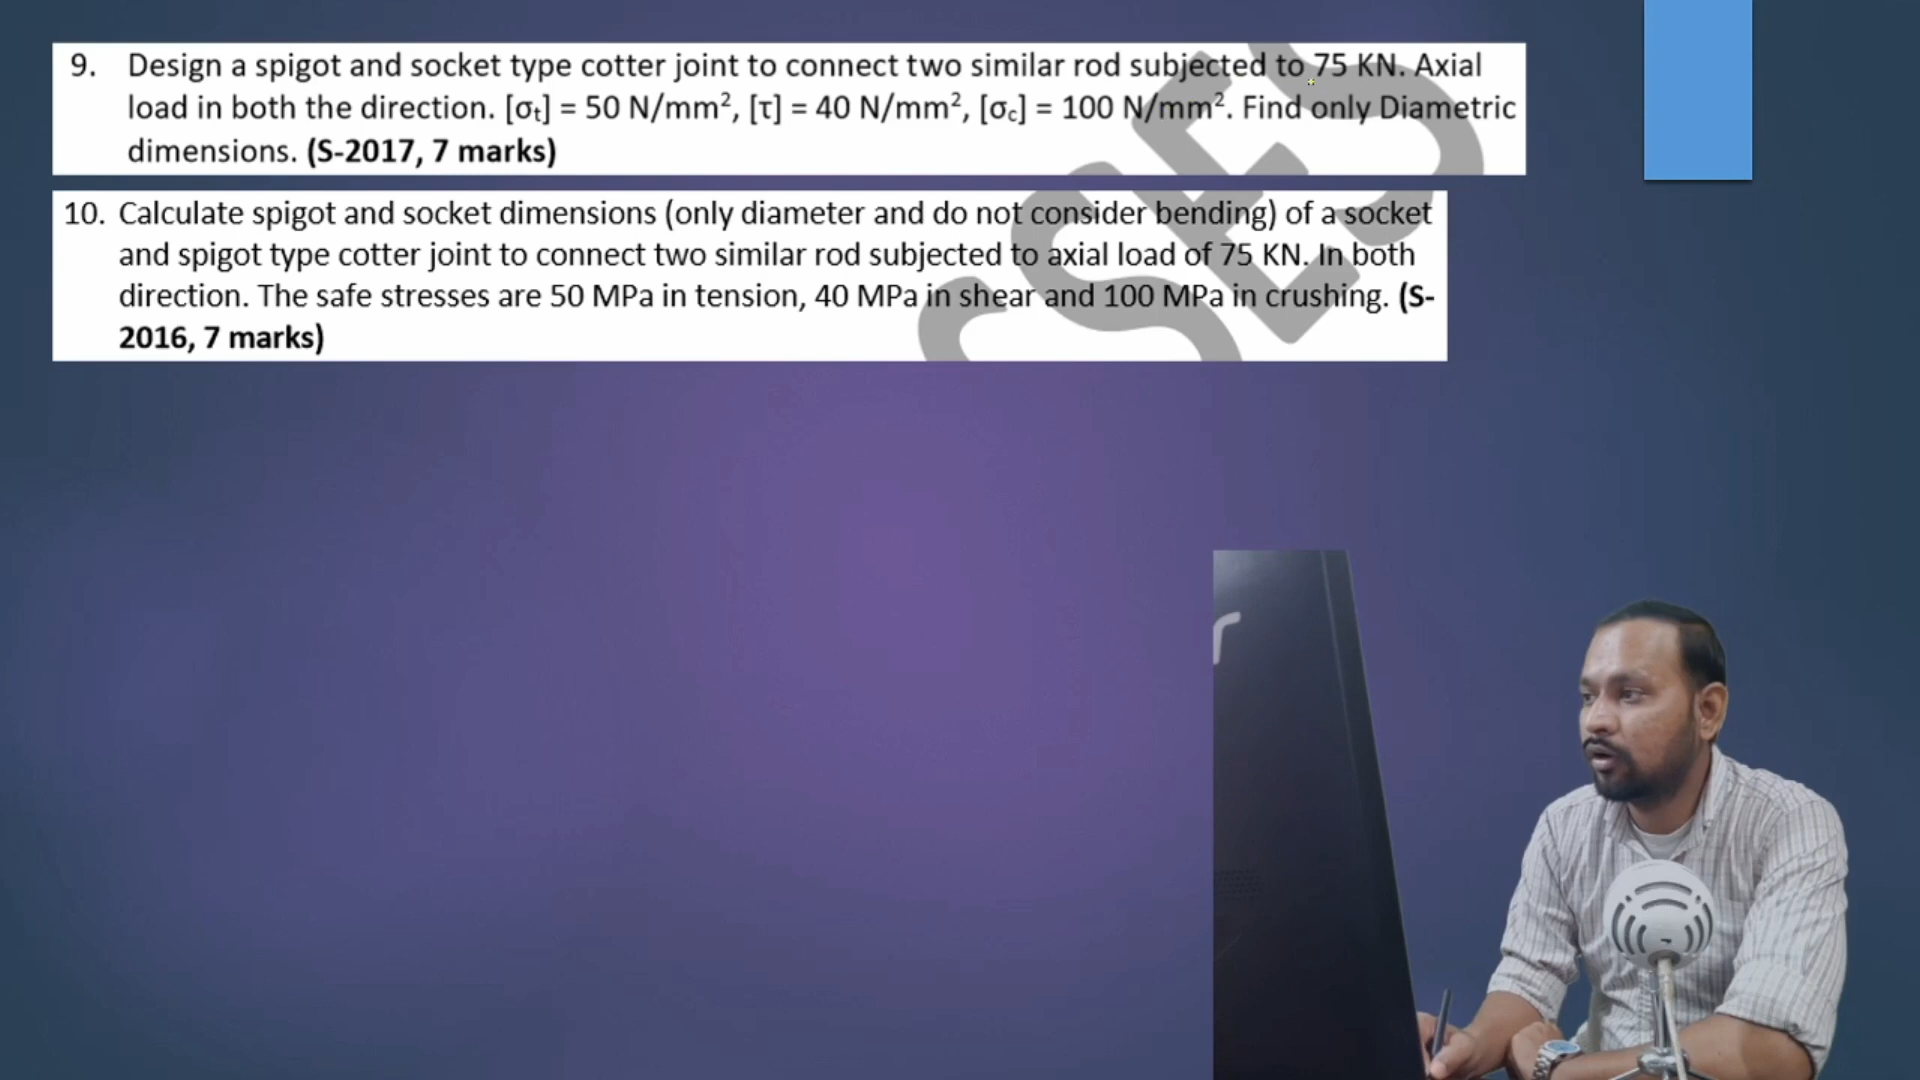 9. Design a spigot and socket type cotter joint to connect two similar rod subjected to 75 KN. Axial
load in both the direction. [σₜ] = 50 N/mm², [τ] = 40 N/mm², [σ꜀] = 100 N/mm². Find only Diametric
dimensions. (S-2017, 7 marks)
10. Calculate spigot and socket dimensions (only diameter and do not consider bending) of a socket
and spigot type cotter joint to connect two similar rod subjected to axial load of 75 KN. In both
direction. The safe stresses are 50 MPa in tension, 40 MPa in shear and 100 MPa in crushing. (S-
2016, 7 marks)